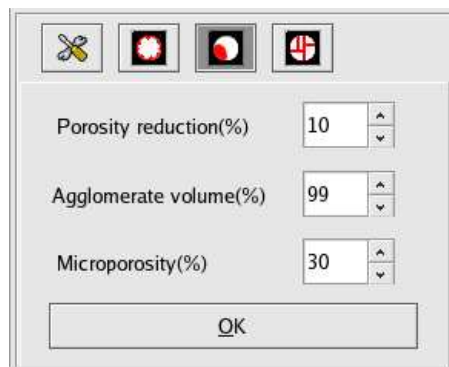 Porosity reduction(%) 10
Agglomerate volume(%) 99
Microporosity(%) 30
OK